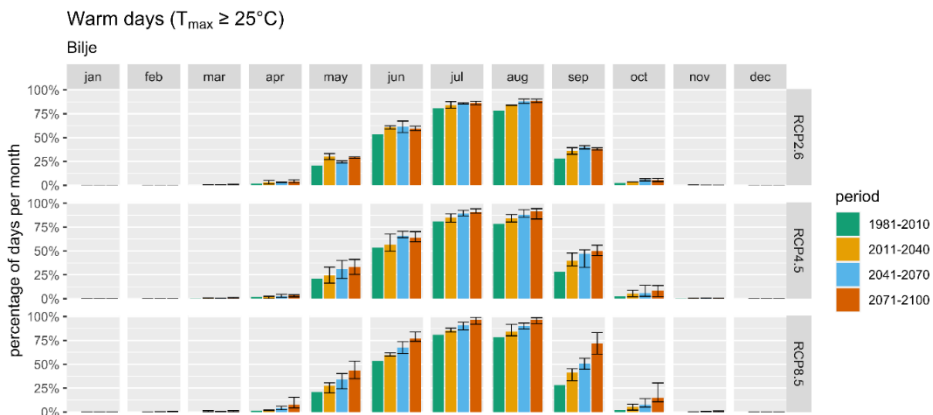 Warm days (Tmax ≥ 25°C)
Bilje
jan feb mar apr may jun jul aug sep oct nov dec
percentage of days per month
100%
75%
50%
25%
0%
RCP2.6
100%
75%
50%
25%
0%
RCP4.5
100%
75%
50%
25%
0%
RCP8.5
period
1981-2010
2011-2040
2041-2070
2071-2100